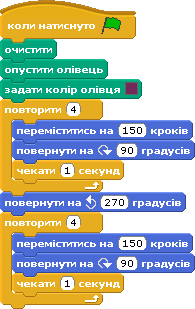 коли натиснуто
очистити
опустити олівець
задати колір олівця
повторити 4
переміститись на 150 кроків
повернути на 90 градусів
чекати 1 секунд
повернути на 270 градусів
повторити 4
переміститись на 150 кроків
повернути на 90 градусів
чекати 1 секунд